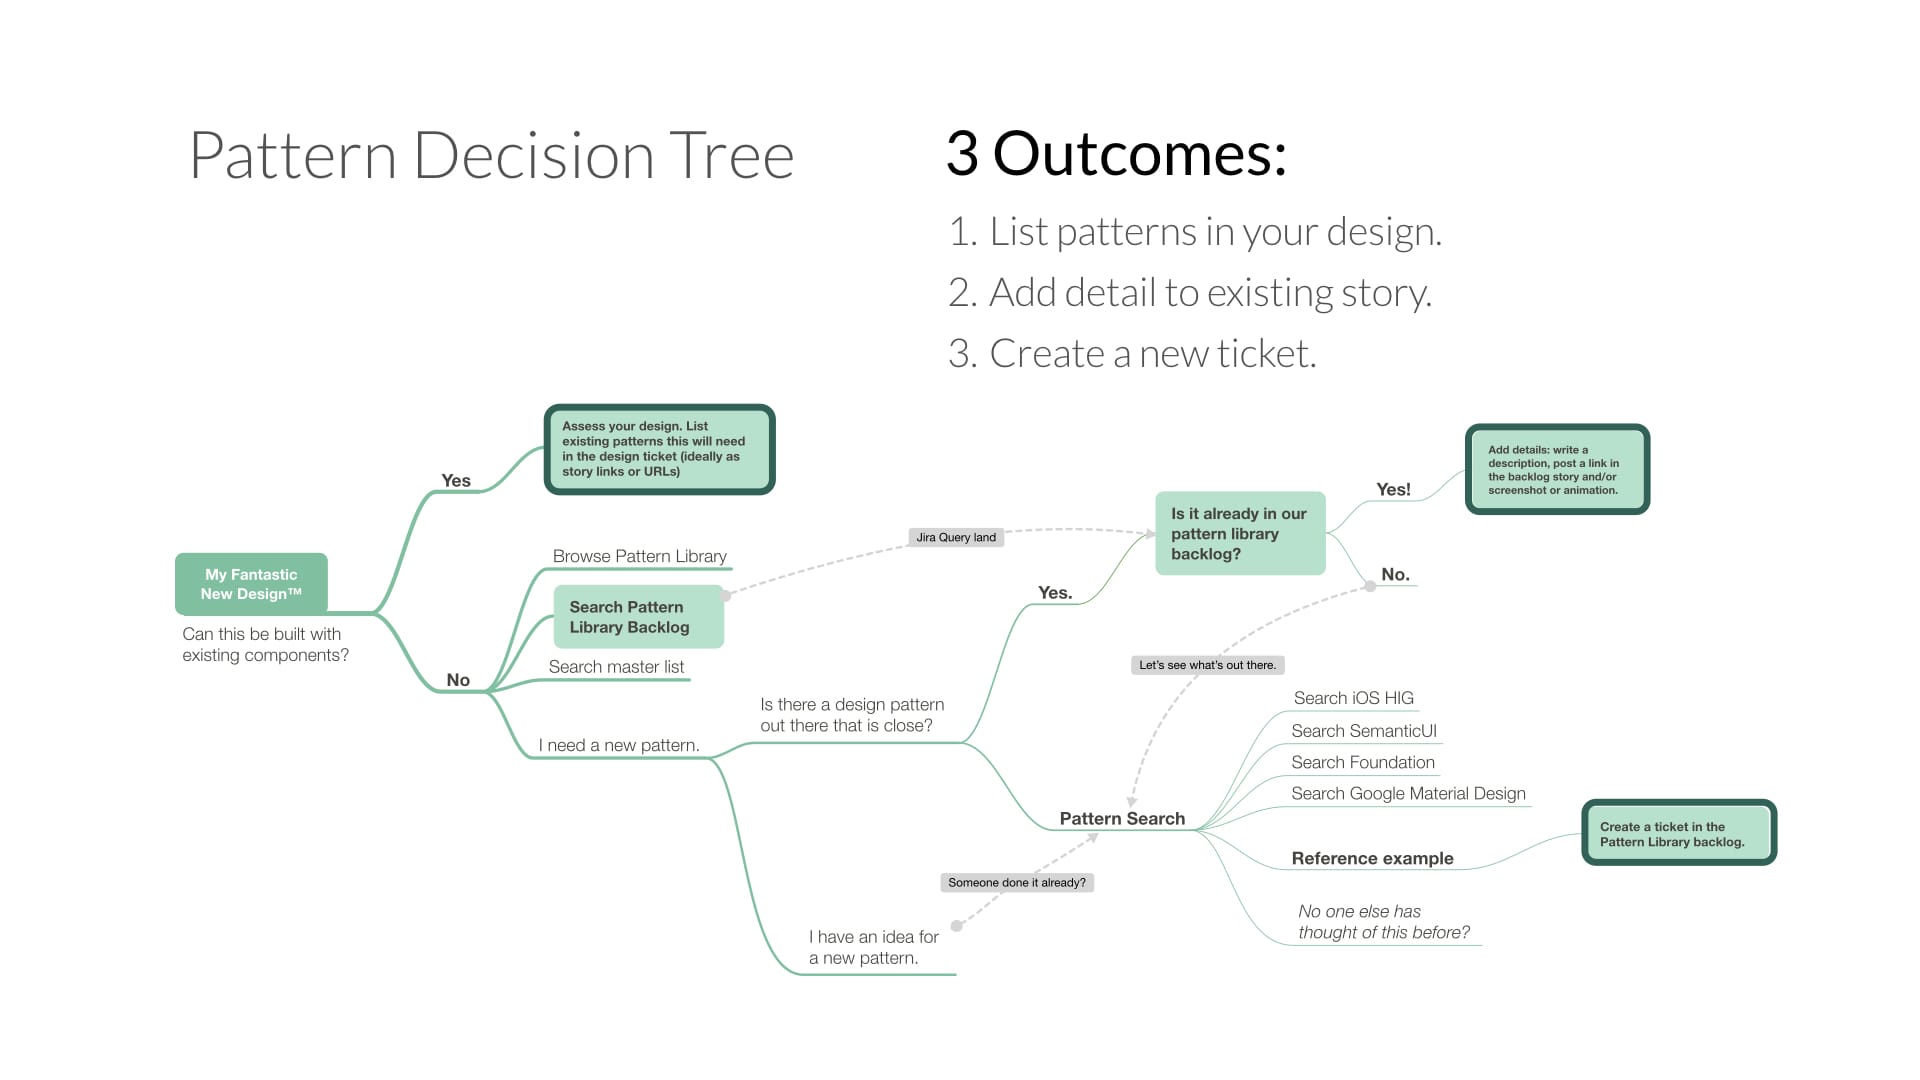 Pattern Decision Tree
3 Outcomes:
1. List patterns in your design.
2. Add detail to existing story.
3. Create a new ticket.
My Fantastic
New Design™
Can this be built with
existing components?
Yes
Assess your design. List
existing patterns this will need
in the design ticket (ideally as
story links or URLs)
No
Browse Pattern Library
Search Pattern
Library Backlog
Search master list
I need a new pattern.
Jira Query land
Is there a design pattern
out there that is close?
Yes.
Is it already in our
pattern library
backlog?
Yes!
Add details: write a
description, post a link in
the backlog story and/or
screenshot or animation.
No.
Let's see what's out there.
Pattern Search
Search iOS HIG
Search SemanticUI
Search Foundation
Search Google Material Design
Reference example
Create a ticket in the
Pattern Library backlog.
No one else has
thought of this before?
Someone done it already?
I have an idea for
a new pattern.